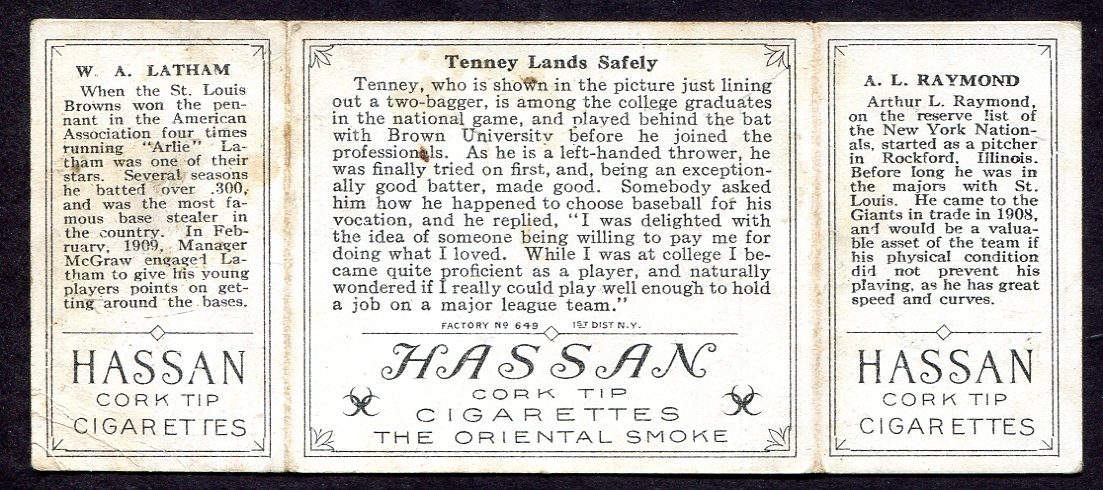 W. A. LATHAM
When the St. Louis
Browns won the pen-
nant in the American
Association four times
running "Arlie" La-
tham was one of their
stars. Several seasons
he batted over .300,
and was the most fa-
mous base stealer in
the country. In Feb-
ruary, 1909, Manager
McGraw engaged La-
tham to give his young
players points on get-
ting around the bases.
HASSAN
CORK TIP
CIGARETTES
Tenney Lands Safely
Tenney, who is shown in the picture just lining
out a two-bagger, is among the college graduates
in the national game, and played behind the bat
with Brown University before he joined the
professionals. As he is a left-handed thrower, he
was finally tried on first, and, being an exception-
ally good batter, made good. Somebody asked
him how he happened to choose baseball for his
vocation, and he replied, "I was delighted with
the idea of someone being willing to pay me for
doing what I loved. While I was at college I be-
came quite proficient as a player, and naturally
wondered if I really could play well enough to hold
a job on a major league team."
FACTORY Nº 649 1ST DIST N.Y.
HASSAN
CORK TIP
CIGARETTES
THE ORIENTAL SMOKE
A. L. RAYMOND
Arthur L. Raymond,
on the reserve list of
the New York Nation-
als, started as a pitcher
in Rockford, Illinois.
Before long he was in
the majors with St.
Louis. He came to the
Giants in trade in 1908,
and would be a valua-
ble asset of the team if
his physical condition
did not prevent his
playing, as he has great
speed and curves.
HASSAN
CORK TIP
CIGARETTES